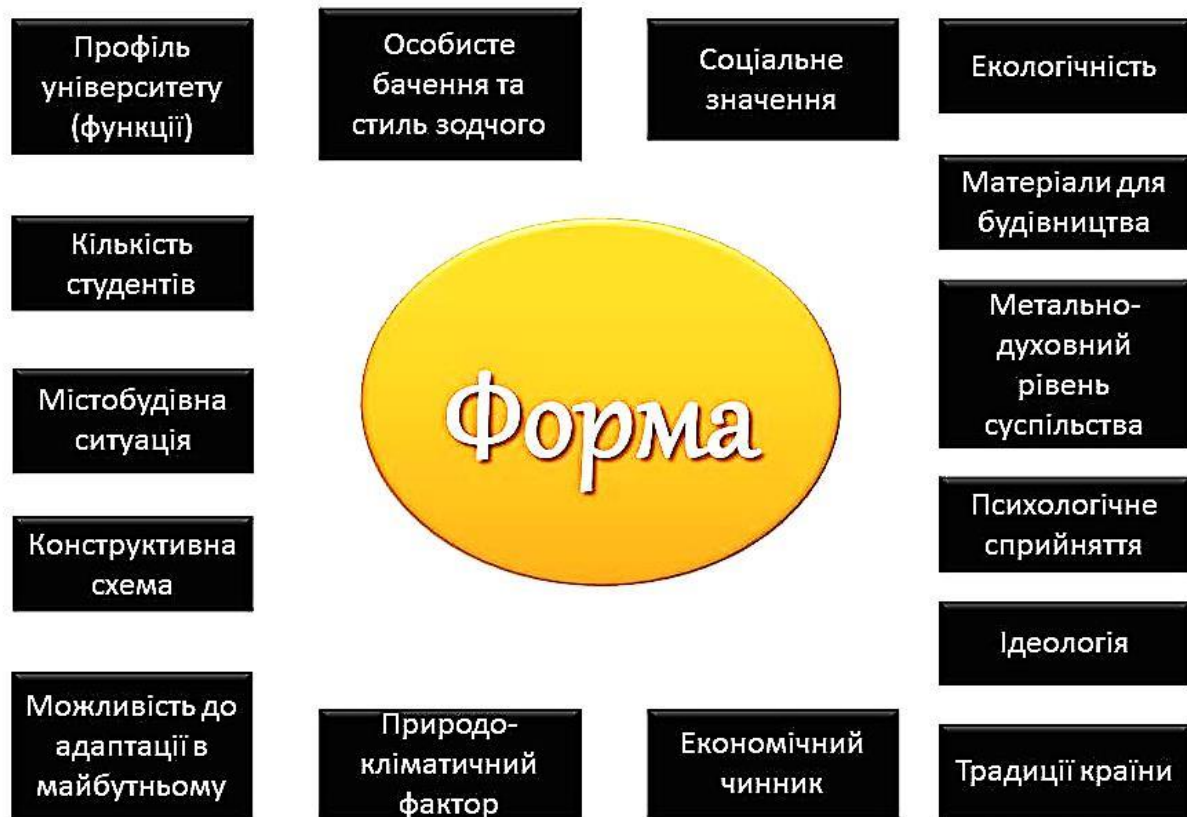 Профіль
університету
(функції)
Особисте
бачення та
стиль зодчого
Соціальне
значення
Екологічність
Матеріали для
будівництва
Кількість
студентів
Метально-
духовний
рівень
суспільства
Містобудівна
ситуація
Форма
Психологічне
сприйняття
Конструктивна
схема
Ідеологія
Можливість до
адаптації в
майбутньому
Природо-
кліматичний
фактор
Економічний
чинник
Традиції країни